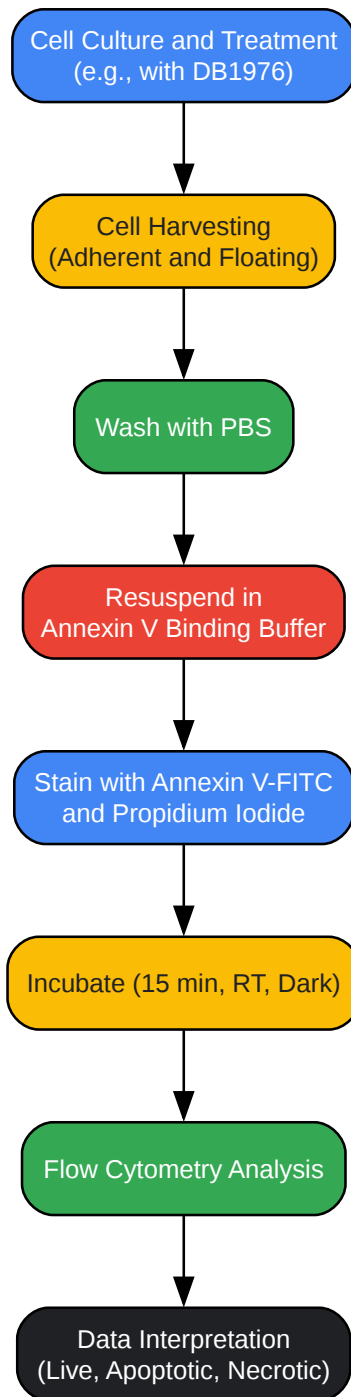 Cell Culture and Treatment
(e.g., with DB1976)
Cell Harvesting
(Adherent and Floating)
Wash with PBS
Resuspend in
Annexin V Binding Buffer
Stain with Annexin V-FITC
and Propidium Iodide
Incubate (15 min, RT, Dark)
Flow Cytometry Analysis
Data Interpretation
(Live, Apoptotic, Necrotic)